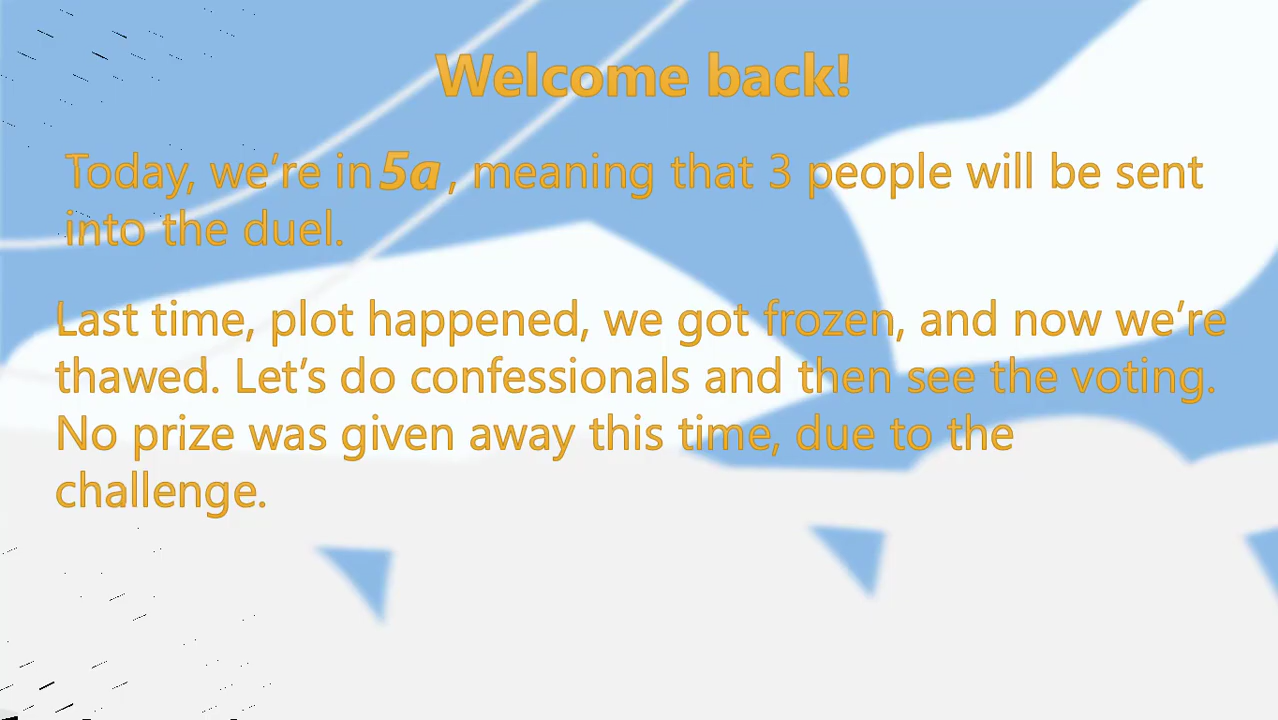 Welcome back!
Today, we’re in 5a, meaning that 3 people will be sent
into the duel.
Last time, plot happened, we got frozen, and now we’re
thawed. Let’s do confessionals and then see the voting.
No prize was given away this time, due to the
challenge.